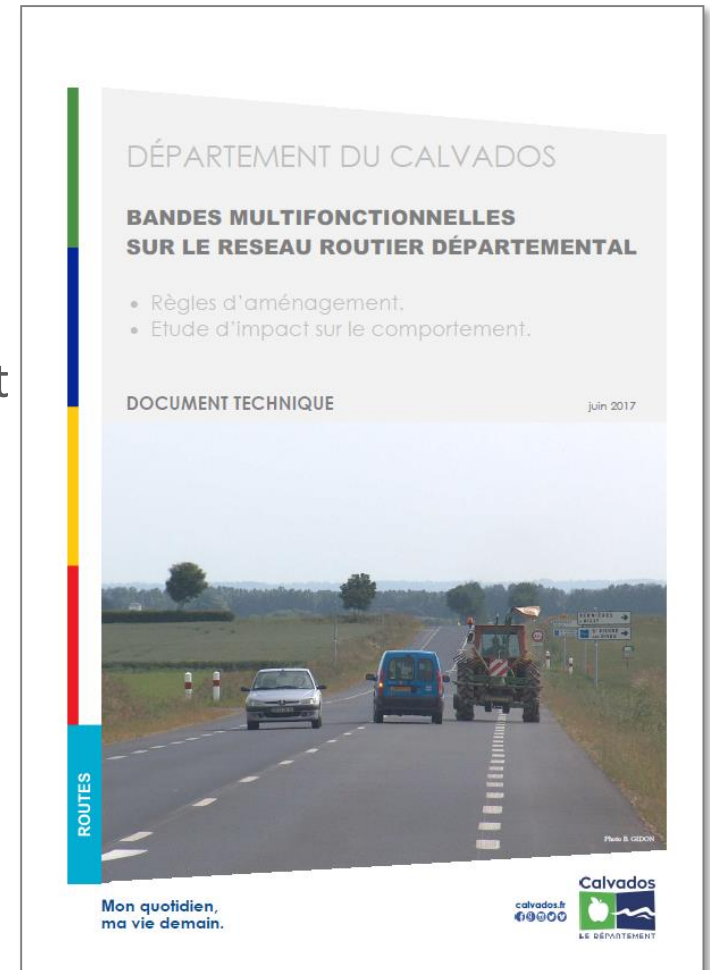 DÉPARTEMENT DU CALVADOS
BANDES MULTIFONCTIONNELLES
SUR LE RESEAU ROUTIER DÉPARTEMENTAL
• Règles d'aménagement.
• Etude d'impact sur le comportement.
t
DOCUMENT TECHNIQUE
juin 2017
ROUTES
Photo B. GIDON
Mon quotidien,
ma vie demain.
calvados.fr
Calvados
LE DÉPARTEMENT